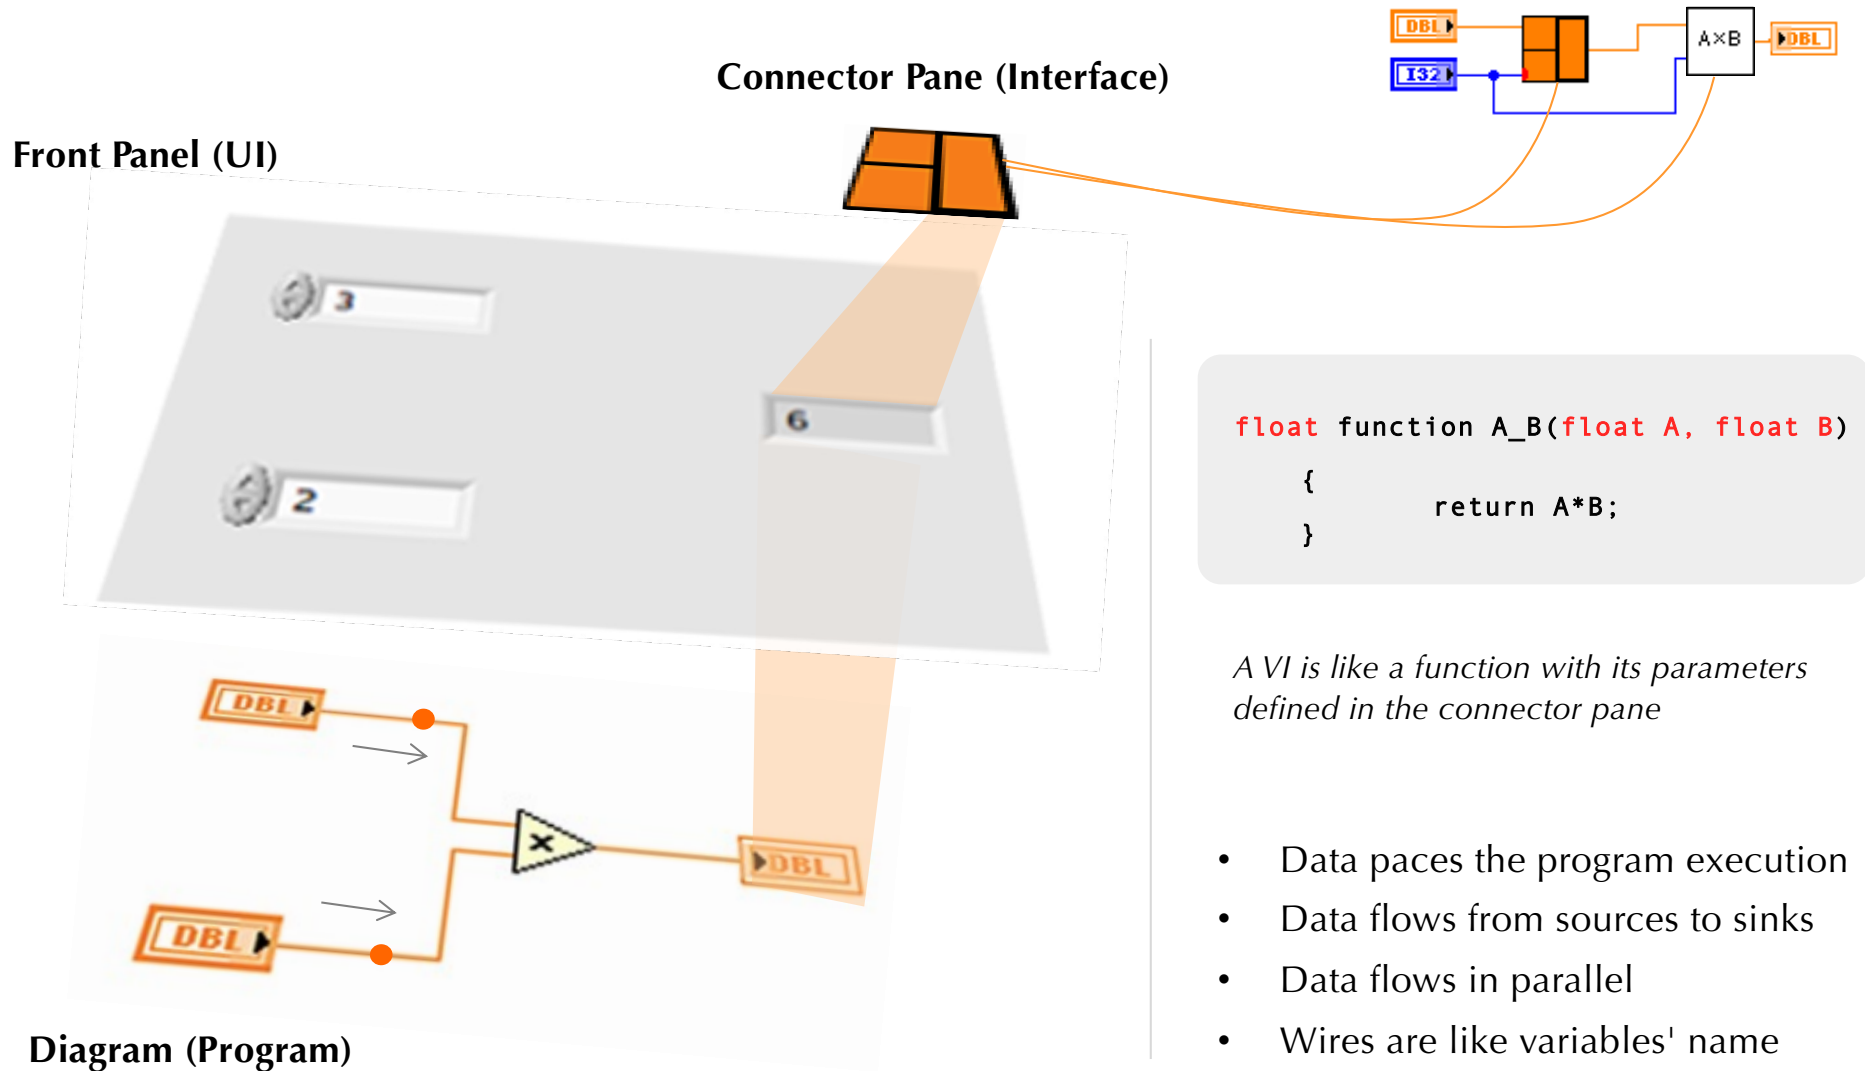 DBL
I32
A×B
DBL
Connector Pane (Interface)
Front Panel (UI)
3
2
6
float function A_B(float A, float B)
{
return A*B;
}
A VI is like a function with its parameters
defined in the connector pane
DBL
DBL
×
DBL
• Data paces the program execution
• Data flows from sources to sinks
• Data flows in parallel
• Wires are like variables' name
Diagram (Program)